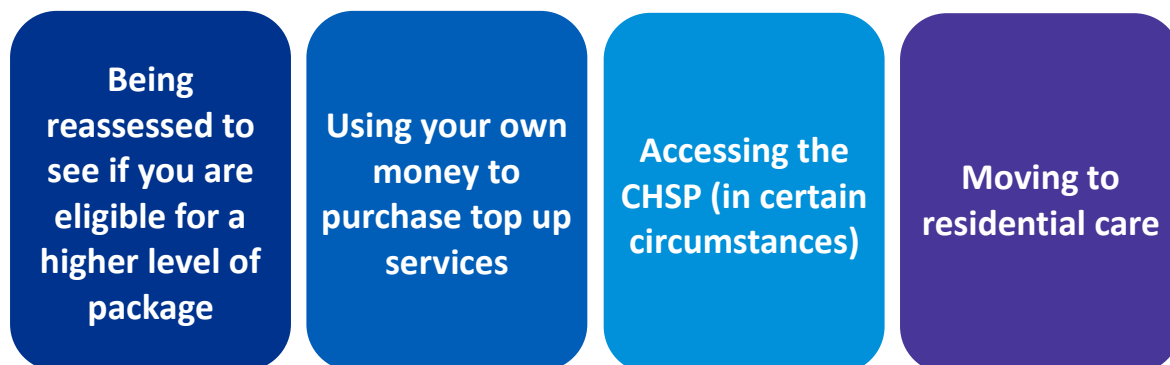 Being
reassessed to
see if you are
eligible for a
higher level of
package
Using your own
money to
purchase top up
services
Accessing the
CHSP (in certain
circumstances)
Moving to
residential care